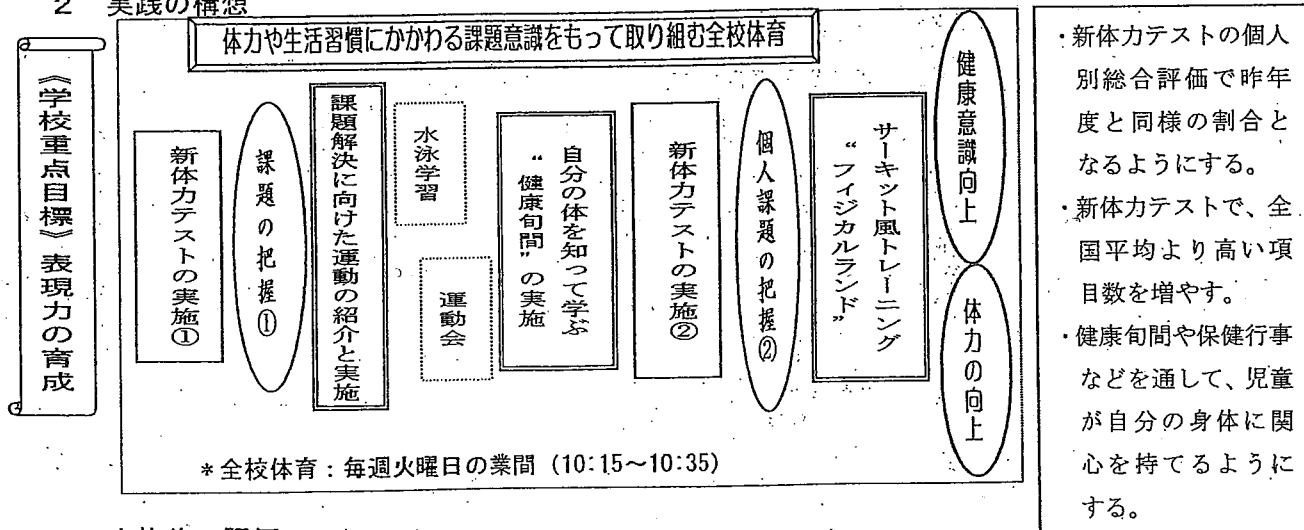 2 実践の構想
体力や生活習慣にかかわる課題意識をもって取り組む全校体育
《学校重点目標》表現力の育成
新体力テストの実施①
課題の把握①
課題解決に向けた運動の紹介と実施
水泳学習
運動会
自分の体を知って学ぶ
“健康旬間”の実施
新体力テストの実施②
個人課題の把握②
サーキット風トレーニング
“フィジカルランド”
健康意識向上
体力の向上
*全校体育:毎週火曜日の業間(10:15~10:35)
・新体力テストの個人
別総合評価で昨年
度と同様の割合と
なるようにする。
・新体力テストで、全
国平均より高い項
目数を増やす。
・健康旬間や保健行事
などを通して、児童
が自分の身体に関
心を持てるように
する。